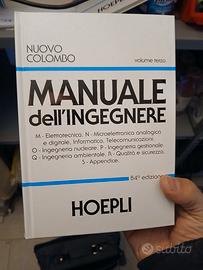 NUOVO
COLOMBO
volume terzo
MANUALE
dell'INGEGNERE
M - Elettrotecnica. N - Microelettronica analogica
e digitale, Informatica, Telecomunicazioni.
O - Ingegneria nucleare. P - Ingegneria gestionale.
Q - Ingegneria ambientale. R - Qualità e sicurezza.
S - Appendice.
84ª edizione
HOEPLI
subito